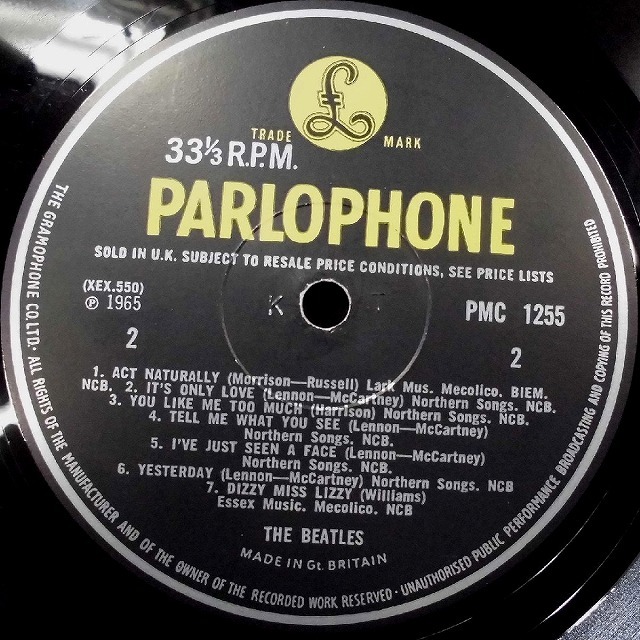 £
TRADE MARK
33⅓ R.P.M.
PARLOPHONE
SOLD IN U.K. SUBJECT TO RESALE PRICE CONDITIONS, SEE PRICE LISTS
(XEX.550)
℗ 1965
K T
PMC 1255
2
2
1. ACT NATURALLY (Morrison—Russell) Lark Mus. Mecolico. BIEM.
NCB. 2. IT'S ONLY LOVE (Lennon—McCartney) Northern Songs. NCB.
3. YOU LIKE ME TOO MUCH (Harrison) Northern Songs. NCB.
4. TELL ME WHAT YOU SEE (Lennon—McCartney)
Northern Songs. NCB.
5. I'VE JUST SEEN A FACE (Lennon—McCartney)
Northern Songs. NCB.
6. YESTERDAY (Lennon—McCartney) Northern Songs. NCB
7. DIZZY MISS LIZZY (Williams)
Essex Music. Mecolico. NCB
THE BEATLES
MADE IN Gt. BRITAIN
THE GRAMOPHONE CO. LTD. ALL RIGHTS OF THE MANUFACTURER AND OF THE OWNER OF THE RECORDED WORK RESERVED · UNAUTHORISED PUBLIC PERFORMANCE BROADCASTING AND COPYING OF THIS RECORD PROHIBITED